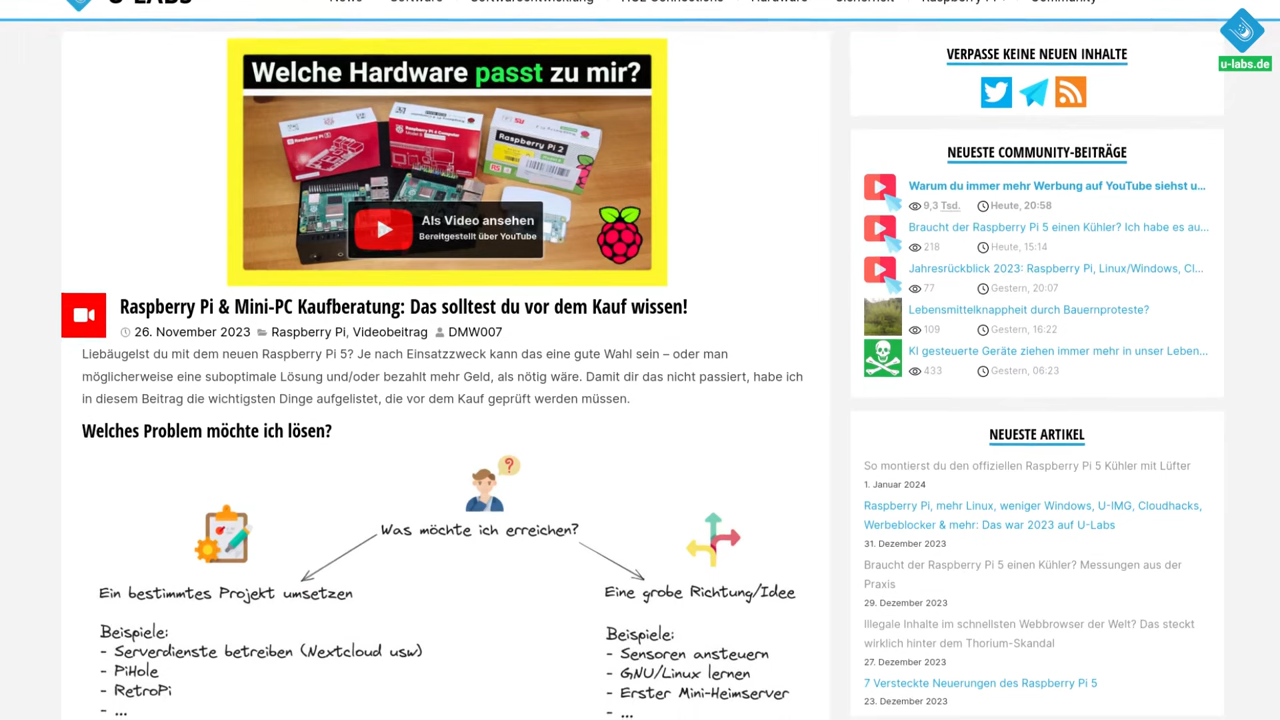 U-LABS
News
Software
Softwareentwicklung
Hardware
Sicherheit
Community
u-labs.de
Welche Hardware passt zu mir?
Raspberry Pi 2
Als Video ansehen
Bereitgestellt über YouTube
Raspberry Pi & Mini-PC Kaufberatung: Das solltest du vor dem Kauf wissen!
26. November 2023 Raspberry Pi, Videobeitrag DMW007
Liebäugelst du mit dem neuen Raspberry Pi 5? Je nach Einsatzzweck kann das eine gute Wahl sein – oder man
möglicherweise eine suboptimale Lösung und/oder bezahlt mehr Geld, als nötig wäre. Damit dir das nicht passiert, habe ich
in diesem Beitrag die wichtigsten Dinge aufgelistet, die vor dem Kauf geprüft werden müssen.
Welches Problem möchte ich lösen?
?
Was möchte ich erreichen?
Ein bestimmtes Projekt umsetzen
Beispiele:
- Serverdienste betreiben (Nextcloud usw)
- PiHole
- RetroPi
- ...
Eine grobe Richtung/Idee
Beispiele:
- Sensoren ansteuern
- GNU/Linux lernen
- Erster Mini-Heimserver
- ...
VERPASSE KEINE NEUEN INHALTE
NEUESTE COMMUNITY-BEITRÄGE
Warum du immer mehr Werbung auf YouTube siehst u...
9,3 Tsd. Heute, 20:58
Braucht der Raspberry Pi 5 einen Kühler? Ich habe es au...
218 Heute, 15:14
Jahresrückblick 2023: Raspberry Pi, Linux/Windows, Cl...
77 Gestern, 20:07
Lebensmittelknappheit durch Bauernproteste?
109 Gestern, 16:22
KI gesteuerte Geräte ziehen immer mehr in unser Leben...
433 Gestern, 06:23
NEUESTE ARTIKEL
So montierst du den offiziellen Raspberry Pi 5 Kühler mit Lüfter
1. Januar 2024
Raspberry Pi, mehr Linux, weniger Windows, U-IMG, Cloudhacks,
Werbeblocker & mehr: Das war 2023 auf U-Labs
31. Dezember 2023
Braucht der Raspberry Pi 5 einen Kühler? Messungen aus der
Praxis
29. Dezember 2023
Illegale Inhalte im schnellsten Webbrowser der Welt? Das steckt
wirklich hinter dem Thorium-Skandal
27. Dezember 2023
7 Versteckte Neuerungen des Raspberry Pi 5
23. Dezember 2023